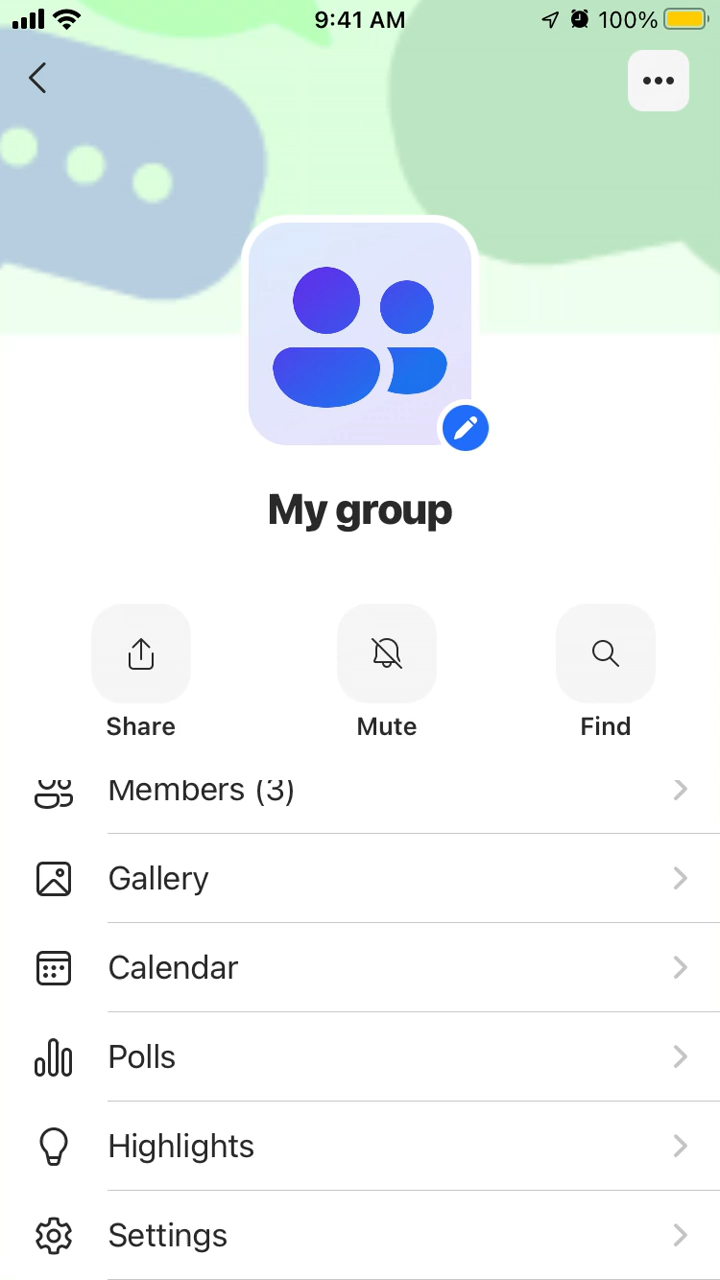 9:41 AM
100%
My group
Share
Mute
Find
Members (3)
Gallery
Calendar
Polls
Highlights
Settings